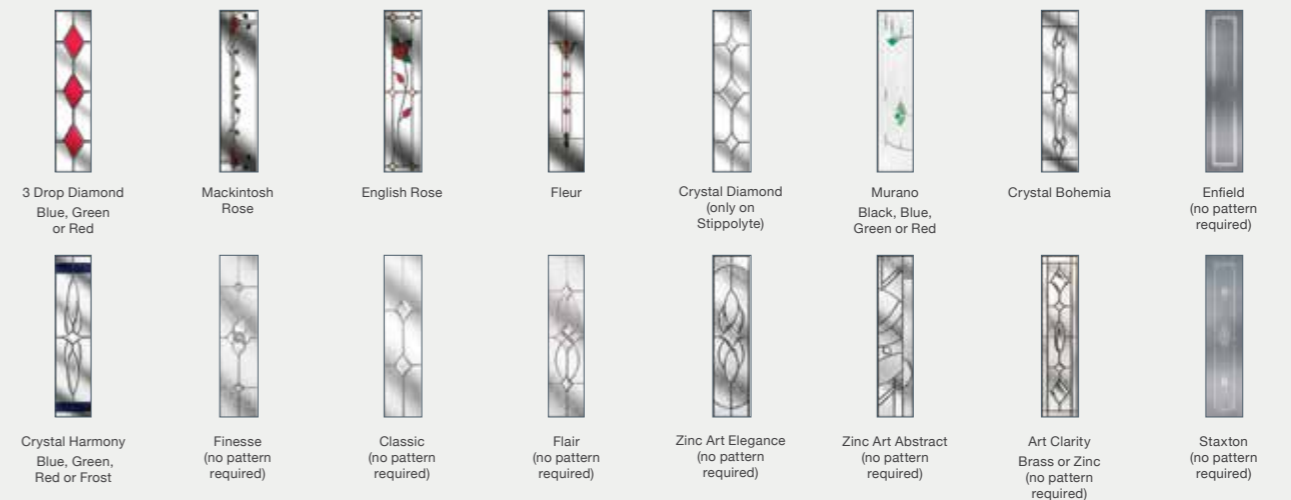 3 Drop Diamond
Blue, Green
or Red
Mackintosh
Rose
English Rose
Fleur
Crystal Diamond
(only on
Stippolyte)
Murano
Black, Blue,
Green or Red
Crystal Bohemia
Enfield
(no pattern
required)
Crystal Harmony
Blue, Green,
Red or Frost
Finesse
(no pattern
required)
Classic
(no pattern
required)
Flair
(no pattern
required)
Zinc Art Elegance
(no pattern
required)
Zinc Art Abstract
(no pattern
required)
Art Clarity
Brass or Zinc
(no pattern
required)
Staxton
(no pattern
required)